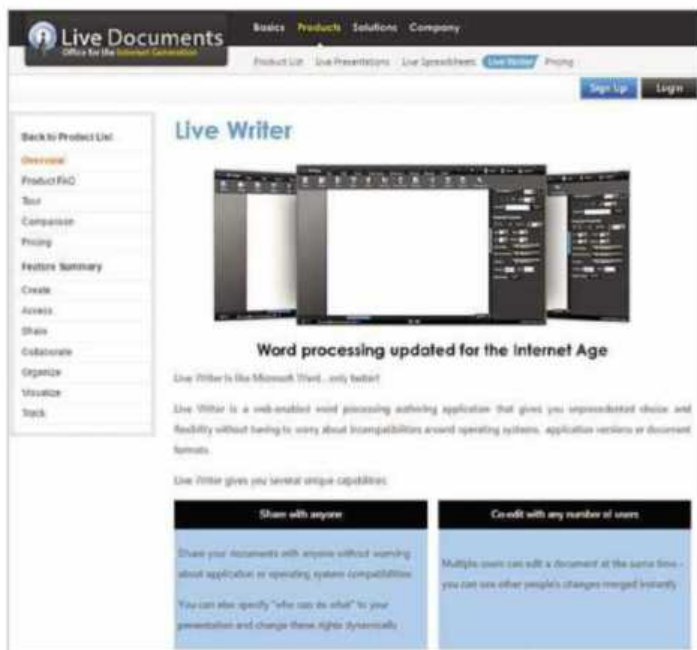 Live Documents
Office for the Internet Generation
Basics Products Solutions Company
Product List Live Presentations Live Spreadsheets Live Writer Pricing
Sign Up Login
Back to Product List
Overview
Product FAQ
Tour
Comparison
Pricing
Feature Summary
Create
Access
Share
Collaborate
Organize
Visualize
Track
Live Writer
Word processing updated for the Internet Age
Live Writer is like Microsoft Word... only better!
Live Writer is a web-enabled word processing authoring application that gives you unprecedented choice and
flexibility without having to worry about incompatibilities around operating systems, application versions or document
formats.
Live Writer gives you several unique capabilities:
Share with anyone
Share your documents with anyone without worrying
about application or operating system compatibilities
You can also specify "who can do what" to your
presentation and change these rights dynamically
Co-edit with any number of users
Multiple users can edit a document at the same time -
you can see other people's changes merged instantly